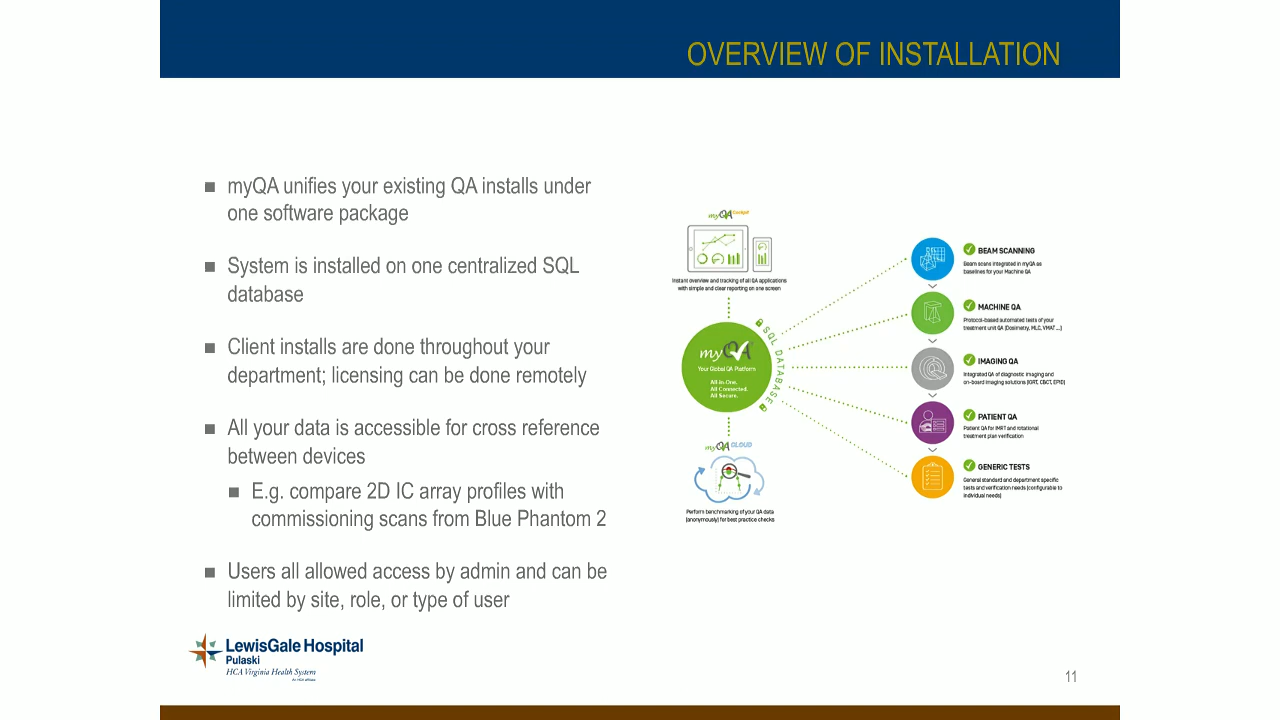 OVERVIEW OF INSTALLATION
■ myQA unifies your existing QA installs under
one software package
■ System is installed on one centralized SQL
database
■ Client installs are done throughout your
department; licensing can be done remotely
■ All your data is accessible for cross reference
between devices
■ E.g. compare 2D IC array profiles with
commissioning scans from Blue Phantom 2
■ Users all allowed access by admin and can be
limited by site, role, or type of user
myQA Cockpit
Instant overview and tracking of all QA applications
with simple and clear reporting on one screen
myQA
Your Global QA Platform
All-in-One.
All Connected.
All Secure.
SQL DATABASE
myQA CLOUD
Perform benchmarking of your QA data
(anonymously) for best practice checks
BEAM SCANNING
Beam scans integrated in myQA as
baselines for your Machine QA
MACHINE QA
Protocol-based automated tests of your
treatment unit QA (Dosimetry, MLC, VMAT ...)
IMAGING QA
Integrated QA of diagnostic imaging and
on-board imaging solutions (IGRT, CBCT, EPID)
PATIENT QA
Patient QA for IMRT and rotational
treatment plan verification
GENERIC TESTS
General standard and department specific
tests and verification needs (configurable to
individual needs)
LewisGale Hospital
Pulaski
HCA Virginia Health System
An HCA affiliate
11